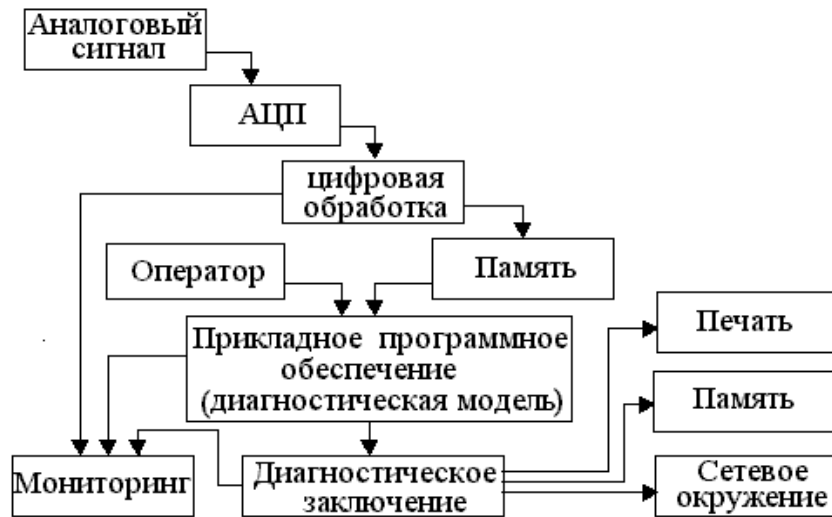 Аналоговый
сигнал
АЦП
цифровая
обработка
Оператор
Память
Прикладное программное
обеспечение
(диагностическая модель)
Печать
Память
Мониторинг
Диагностическое
заключение
Сетевое
окружение